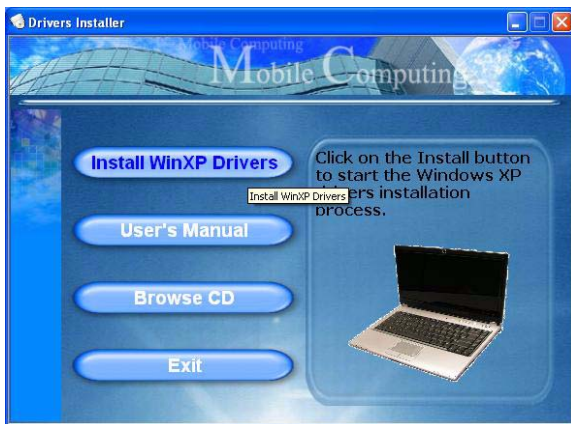 Drivers Installer
Mobile Computing
Mobile Computing
Install WinXP Drivers
Click on the Install button
to start the Windows XP
Install WinXP Drivers
installation
process.
User's Manual
Browse CD
Exit